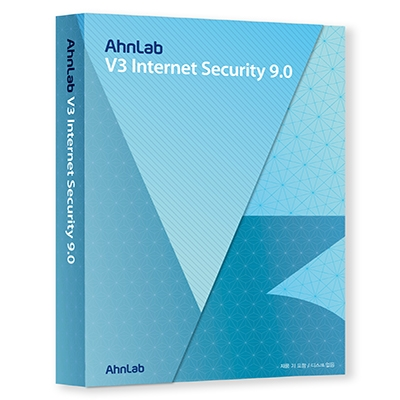 AhnLab
V3 Internet Security 9.0
AhnLab V3 Internet Security 9.0
AhnLab